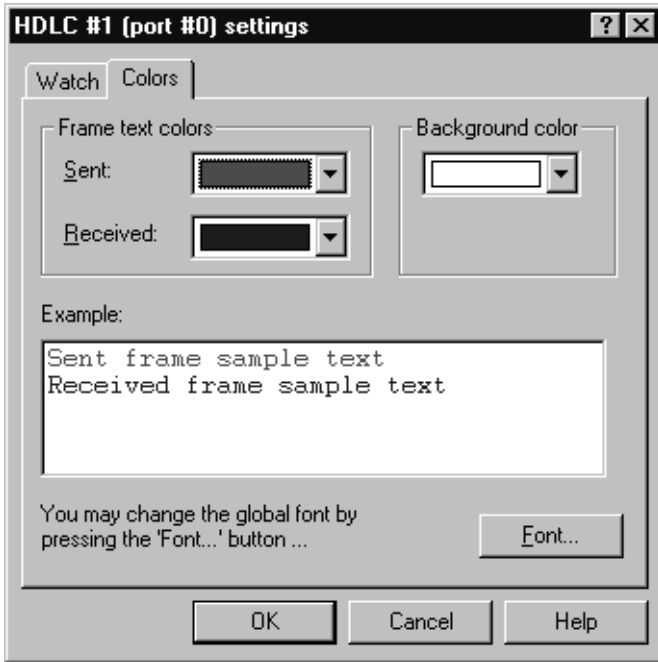 HDLC #1 (port #0) settings
Watch
Colors
Frame text colors
Background color
Sent:
Received:
Example:
Sent frame sample text
Received frame sample text
You may change the global font by
pressing the 'Font...' button ...
Font...
OK
Cancel
Help